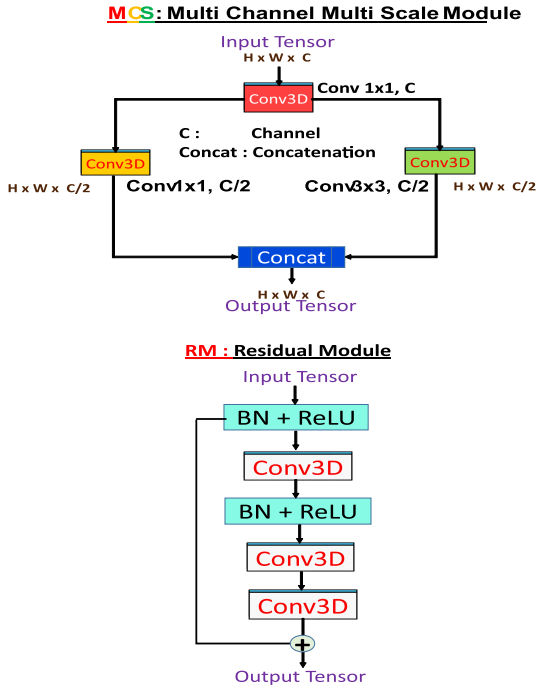 MCS: Multi Channel Multi Scale Module
Input Tensor
H x W x C
Conv3D
Conv 1x1, C
C : Channel
Concat : Concatenation
Conv3D
Conv3D
H x W x C/2
Conv1x1, C/2
Conv3x3, C/2
H x W x C/2
Concat
H x W x C
Output Tensor
RM : Residual Module
Input Tensor
BN + ReLU
Conv3D
BN + ReLU
Conv3D
Conv3D
+
Output Tensor